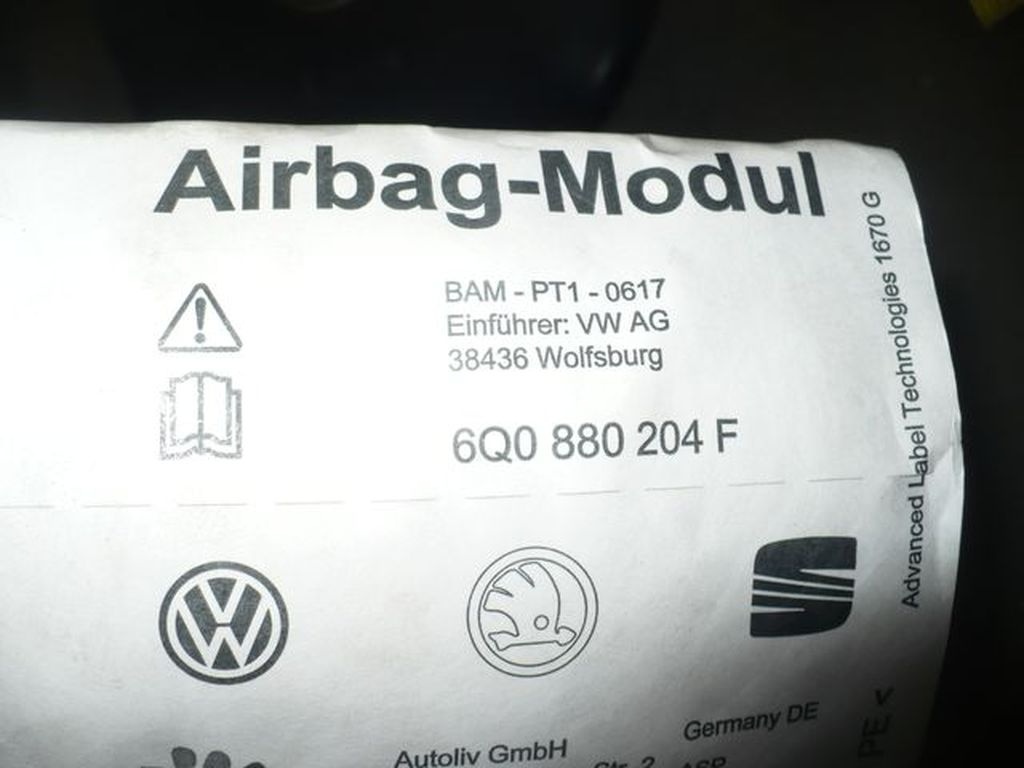 Airbag-Modul
BAM - PT1 - 0617
Einführer: VW AG
38436 Wolfsburg
6Q0 880 204 F
Advanced Label Technologies 1670 G
Germany DE
Autoliv GmbH